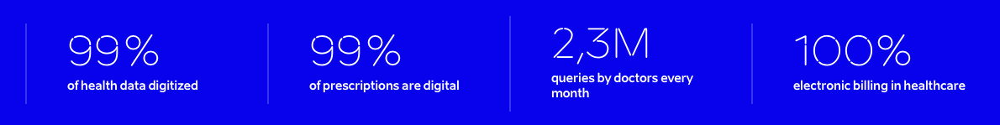 99%
of health data digitized
99%
of prescriptions are digital
2,3M
queries by doctors every
month
100%
electronic billing in healthcare